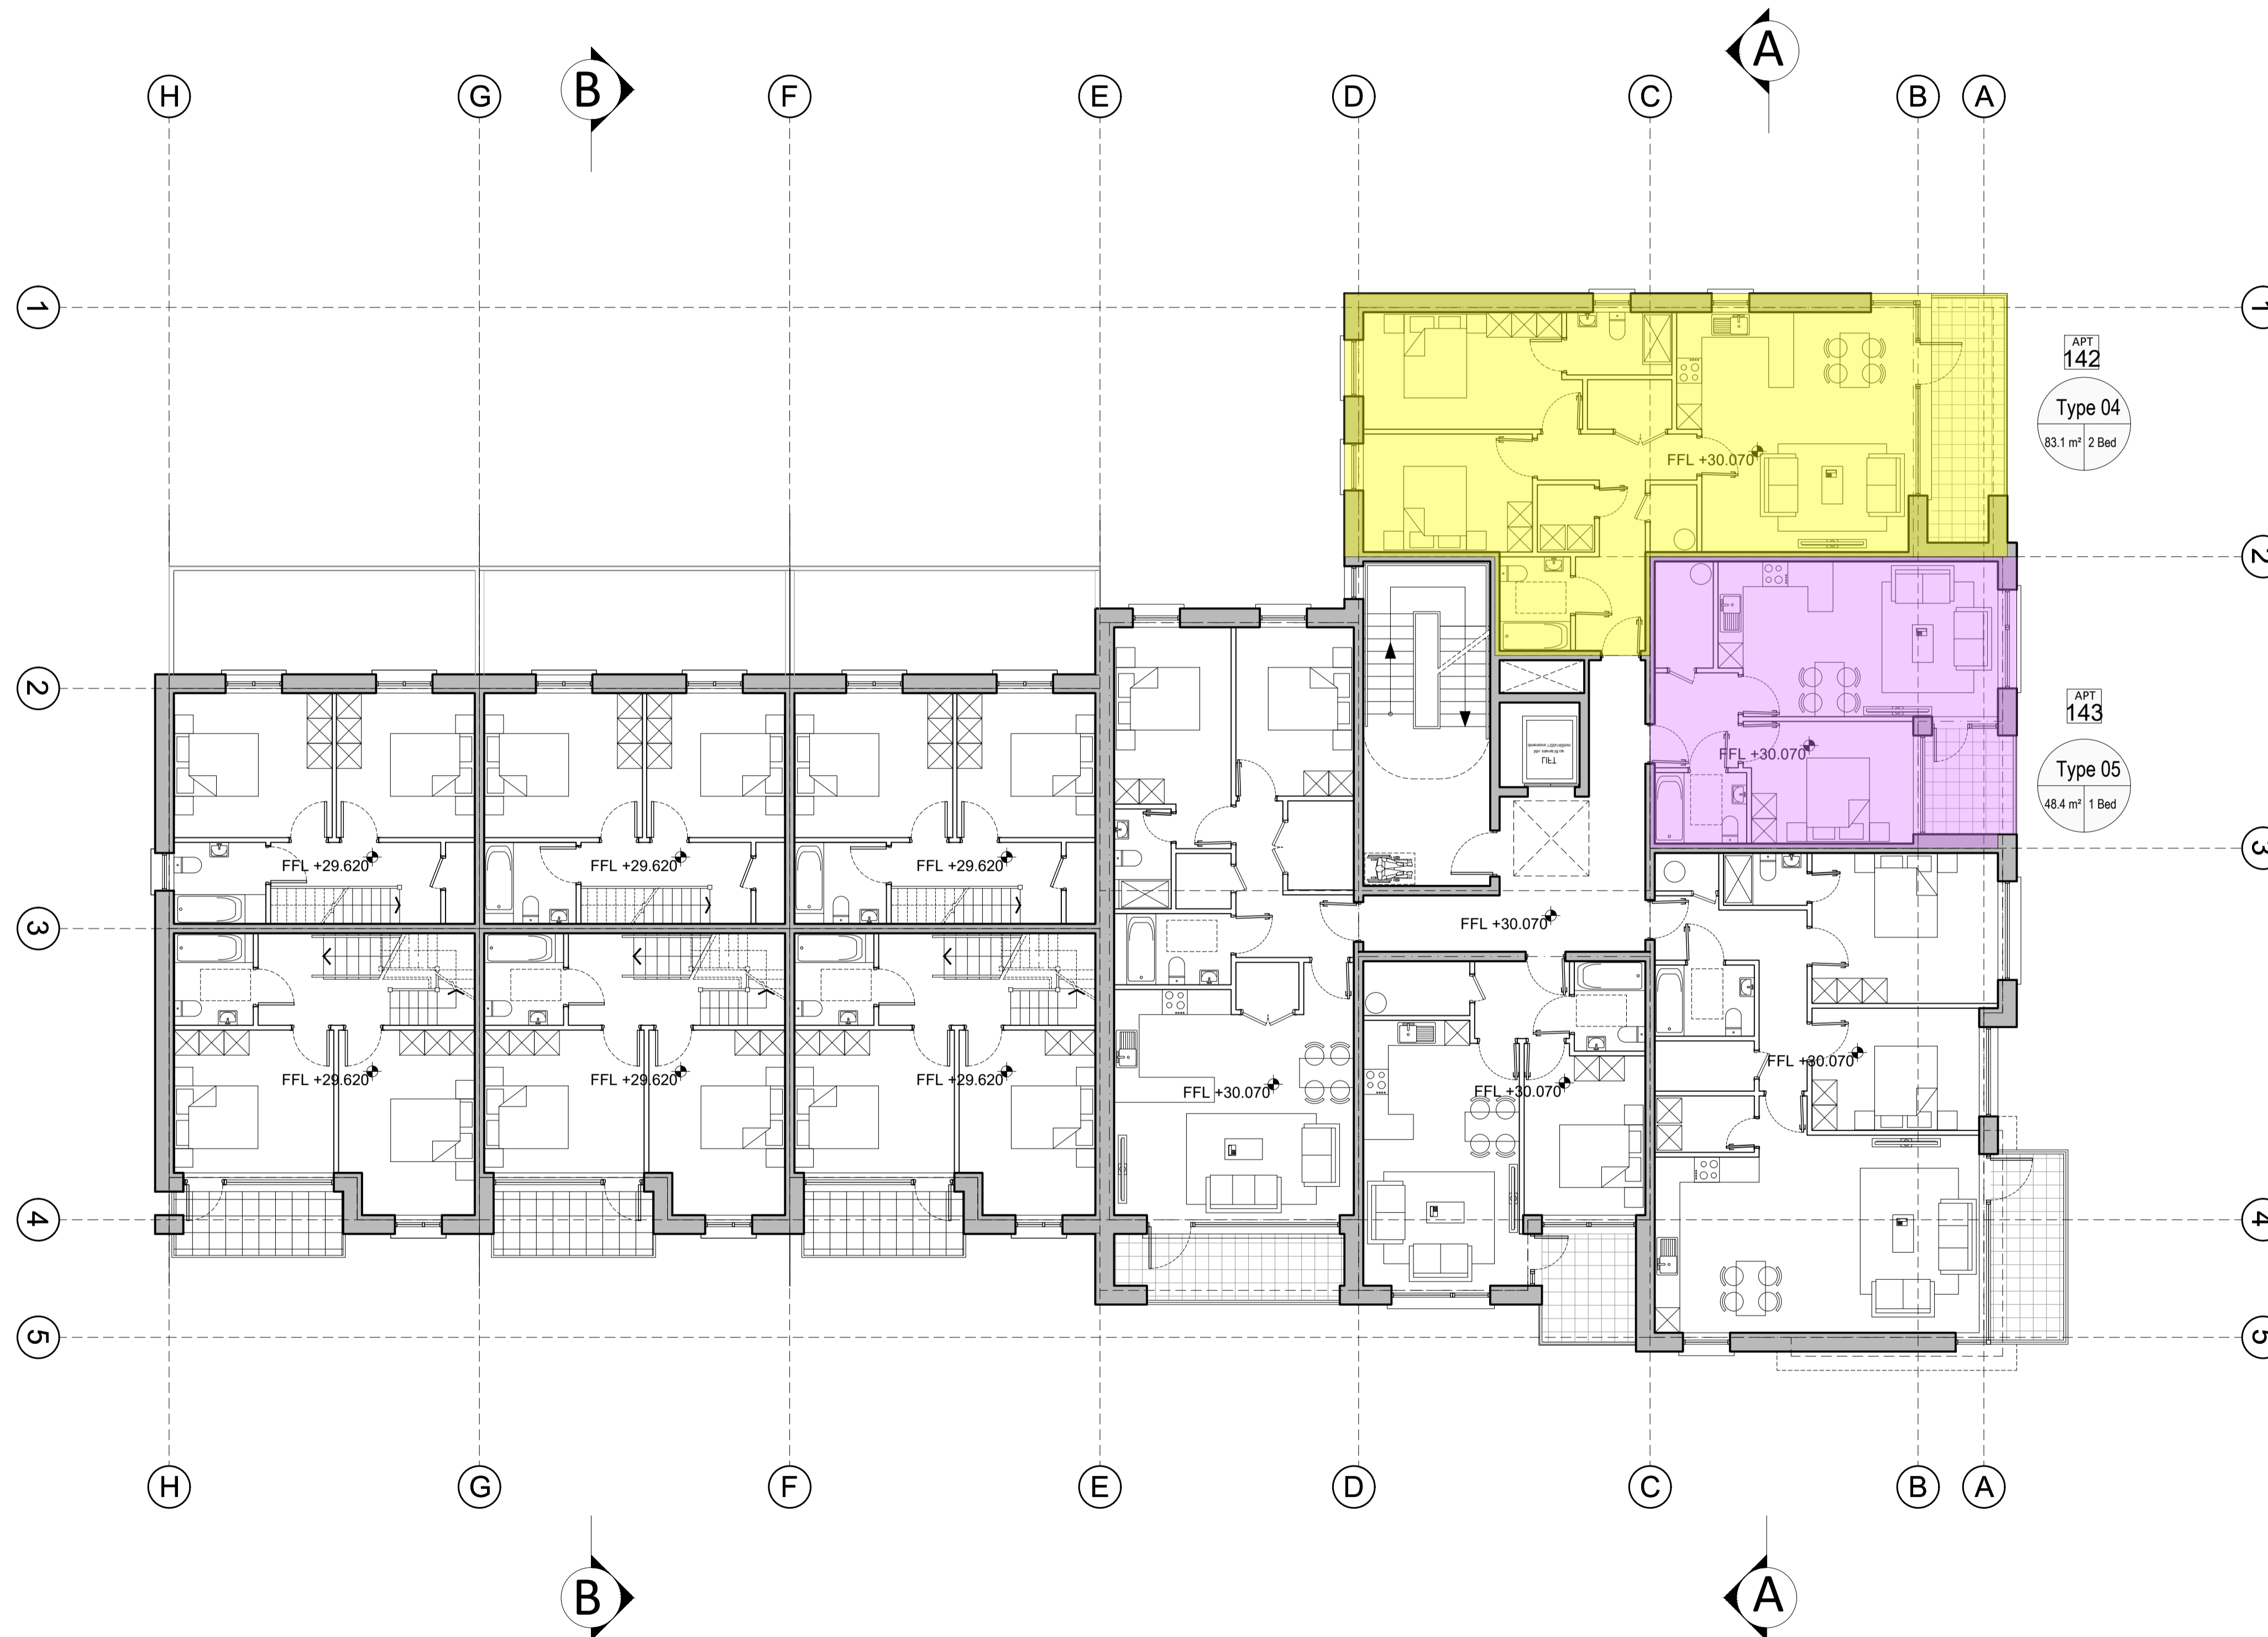 A
B
H
G
F
E
D
C
B
A
1
1
APT
142
Type 04
83.1 m²
2 Bed
FFL +30.070
2
2
2
APT
143
FFL +30.070
Type 05
48.4 m²
1 Bed
LIFT
3
3
FFL +29.620
FFL +29.620
FFL +29.620
FFL +30.070
FFL +30.070
FFL +29.620
FFL +29.620
FFL +29.620
FFL +30.070
FFL +30.070
4
4
5
5
H
G
F
E
D
C
B
A
B
A